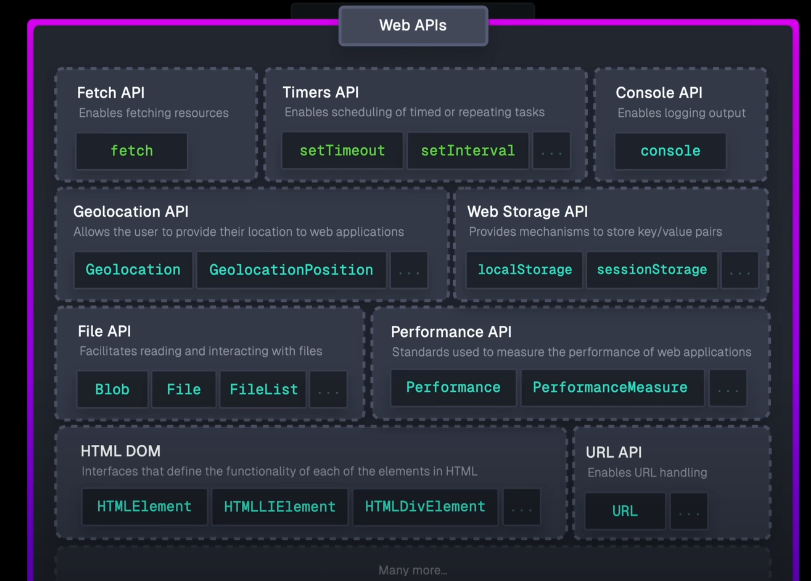 Web APIs
Fetch API
Enables fetching resources
fetch
Timers API
Enables scheduling of timed or repeating tasks
setTimeout
setInterval
...
Console API
Enables logging output
console
Geolocation API
Allows the user to provide their location to web applications
Geolocation
GeolocationPosition
...
Web Storage API
Provides mechanisms to store key/value pairs
localStorage
sessionStorage
...
File API
Facilitates reading and interacting with files
Blob
File
FileList
...
Performance API
Standards used to measure the performance of web applications
Performance
PerformanceMeasure
...
HTML DOM
Interfaces that define the functionality of each of the elements in HTML
HTMLElement
HTMLLIElement
HTMLDivElement
...
URL API
Enables URL handling
URL
...
Many more...